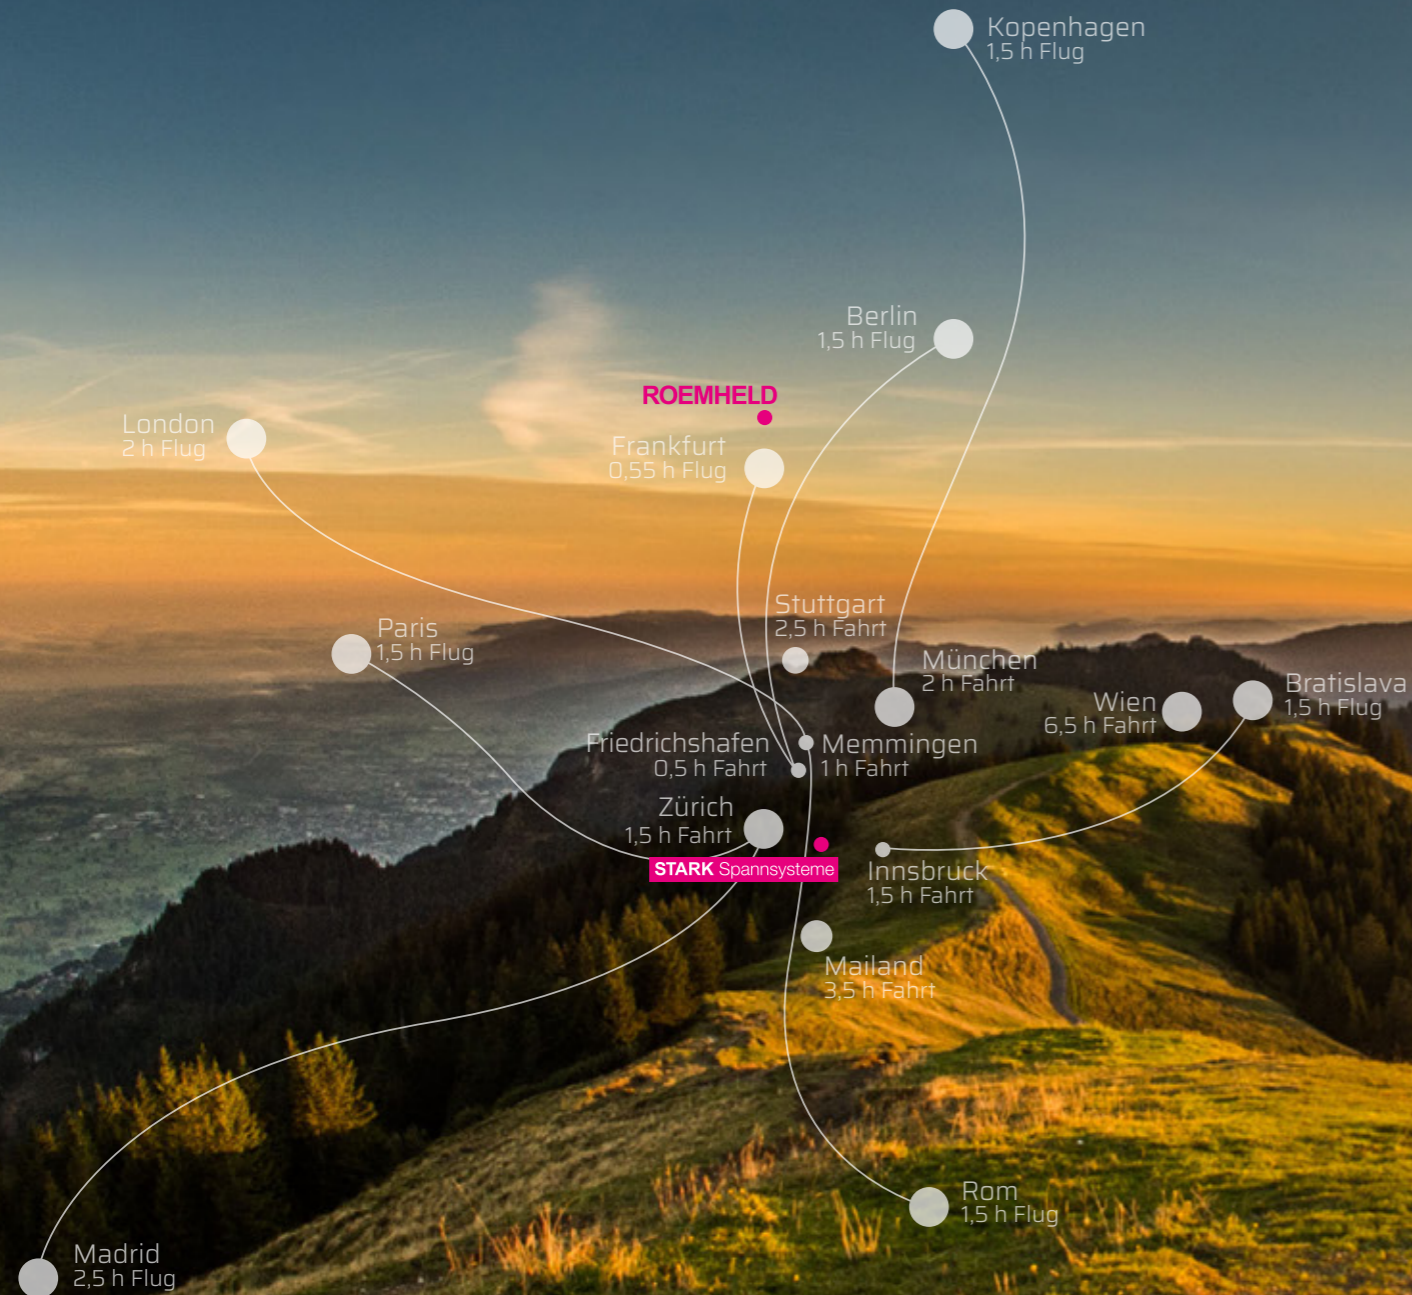 Kopenhagen
1,5 h Flug
Berlin
1,5 h Flug
ROEMHELD
London
2 h Flug
Frankfurt
0,55 h Flug
Stuttgart
2,5 h Fahrt
Paris
1,5 h Flug
München
2 h Fahrt
Wien
6,5 h Fahrt
Bratislava
1,5 h Flug
Friedrichshafen
0,5 h Fahrt
Memmingen
1 h Fahrt
Zürich
1,5 h Fahrt
STARK Spannsysteme
Innsbruck
1,5 h Fahrt
Mailand
3,5 h Fahrt
Rom
1,5 h Flug
Madrid
2,5 h Flug